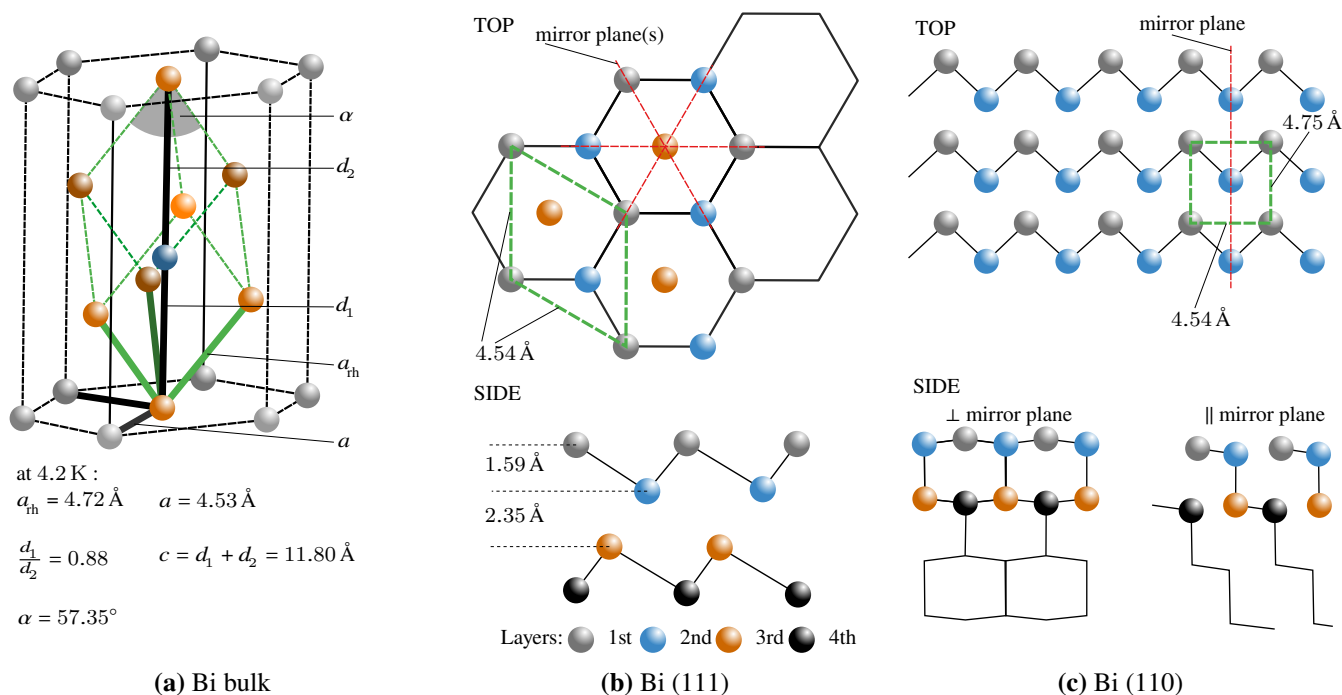 α
d₂
d₁
aᵣₕ
a
at 4.2 K :
aᵣₕ = 4.72 Å a = 4.53 Å
d₁/d₂ = 0.88 c = d₁ + d₂ = 11.80 Å
α = 57.35°
(a) Bi bulk
TOP
mirror plane(s)
4.54 Å
SIDE
1.59 Å
2.35 Å
Layers: 1st 2nd 3rd 4th
(b) Bi (111)
TOP
mirror plane
4.75 Å
4.54 Å
SIDE
⊥ mirror plane
|| mirror plane
(c) Bi (110)